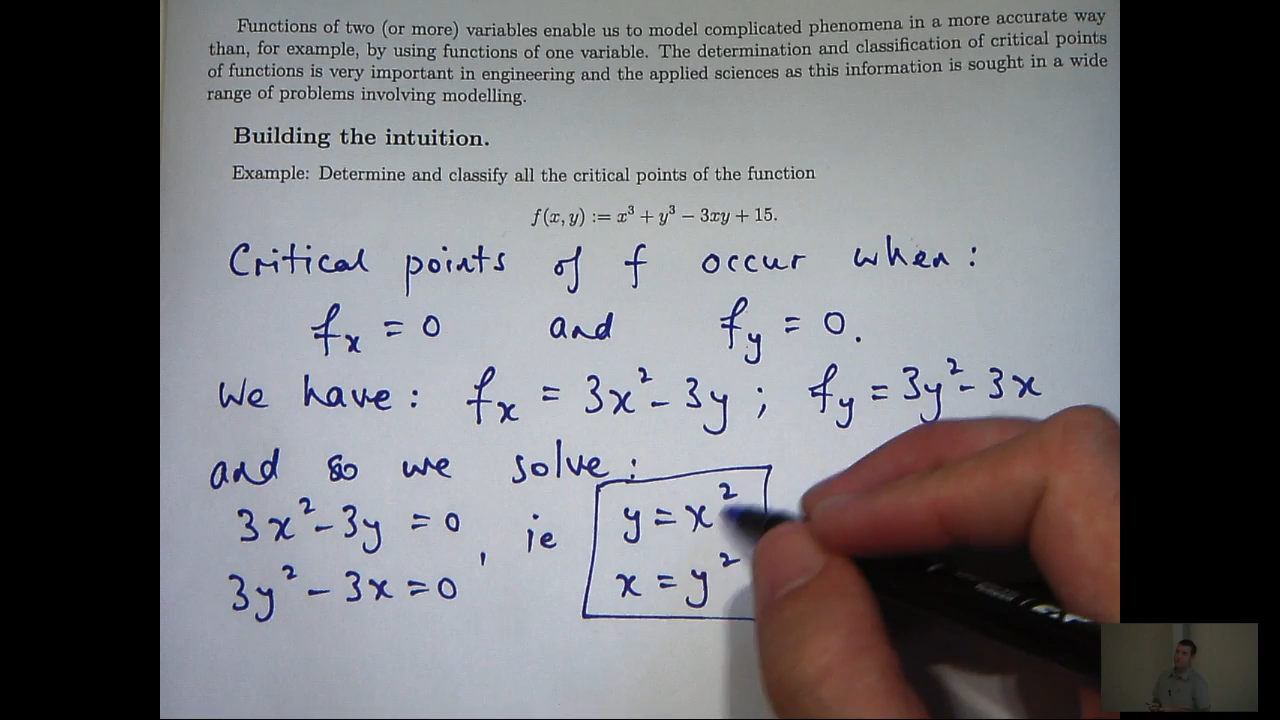 Functions of two (or more) variables enable us to model complicated phenomena in a more accurate way
than, for example, by using functions of one variable. The determination and classification of critical points
of functions is very important in engineering and the applied sciences as this information is sought in a wide
range of problems involving modelling.
Building the intuition.
Example: Determine and classify all the critical points of the function
f(x, y) := x³ + y³ − 3xy + 15.
Critical points of f occur when:
fₓ = 0 and f_y = 0.
We have: fₓ = 3x² - 3y ; f_y = 3y² - 3x
and so we solve:
3x² - 3y = 0
, ie
3y² - 3x = 0
y = x²
x = y²